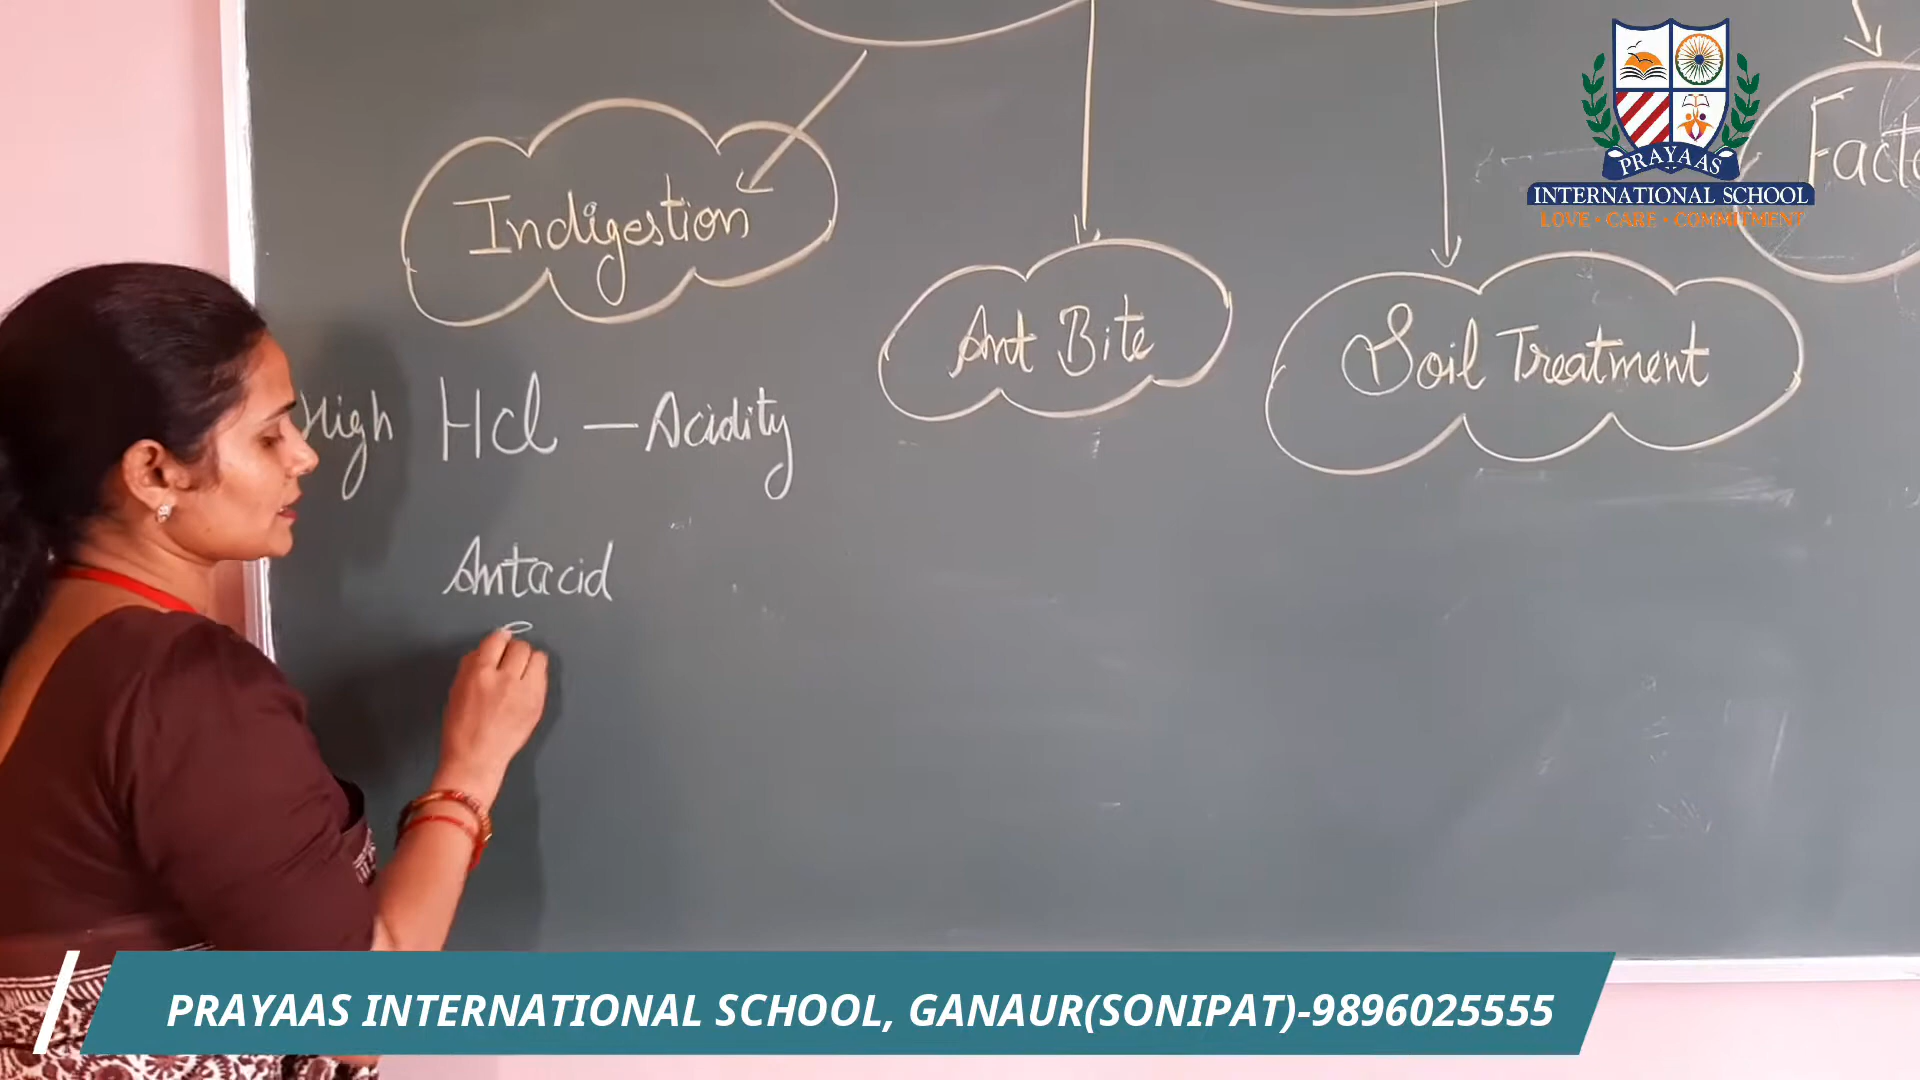 Indigestion
Ant Bite
Soil Treatment
High HCl — Acidity
Antacid
PRAYAAS
INTERNATIONAL SCHOOL
LOVE • CARE • COMMITMENT
PRAYAAS INTERNATIONAL SCHOOL, GANAUR(SONIPAT)-9896025555